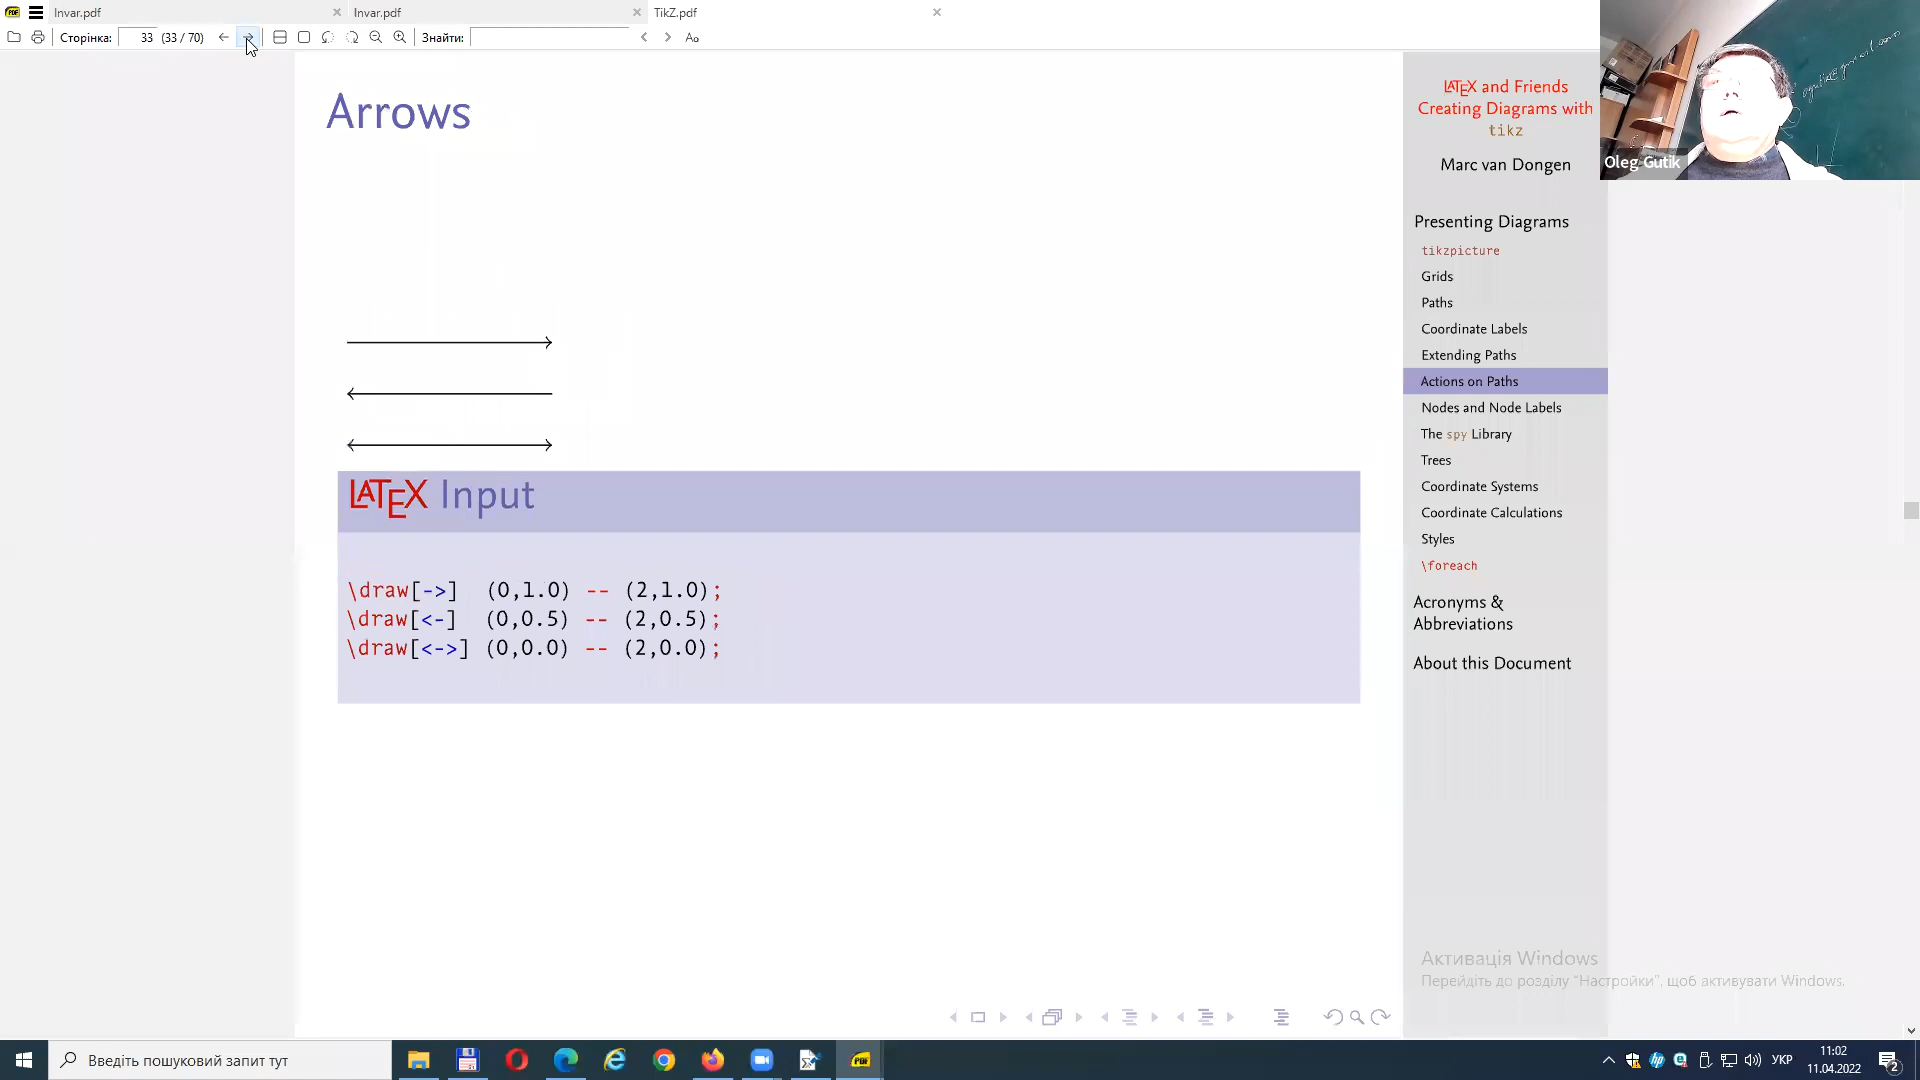 Invar.pdf
Invar.pdf
TikZ.pdf
Сторінка: 33 (33 / 70)
Знайти:
Aa
Arrows
LATEX Input
\draw[->] (0,1.0) -- (2,1.0);
\draw[<-] (0,0.5) -- (2,0.5);
\draw[<->] (0,0.0) -- (2,0.0);
LATEX and Friends
Creating Diagrams with
tikz
Marc van Dongen
Presenting Diagrams
tikzpicture
Grids
Paths
Coordinate Labels
Extending Paths
Actions on Paths
Nodes and Node Labels
The spy Library
Trees
Coordinate Systems
Coordinate Calculations
Styles
\foreach
Acronyms &
Abbreviations
About this Document
Oleg Gutik
Активація Windows
Перейдіть до розділу "Настройки", щоб активувати Windows.
Введіть пошуковий запит тут
PDF
УКР
11:02
11.04.2022
2